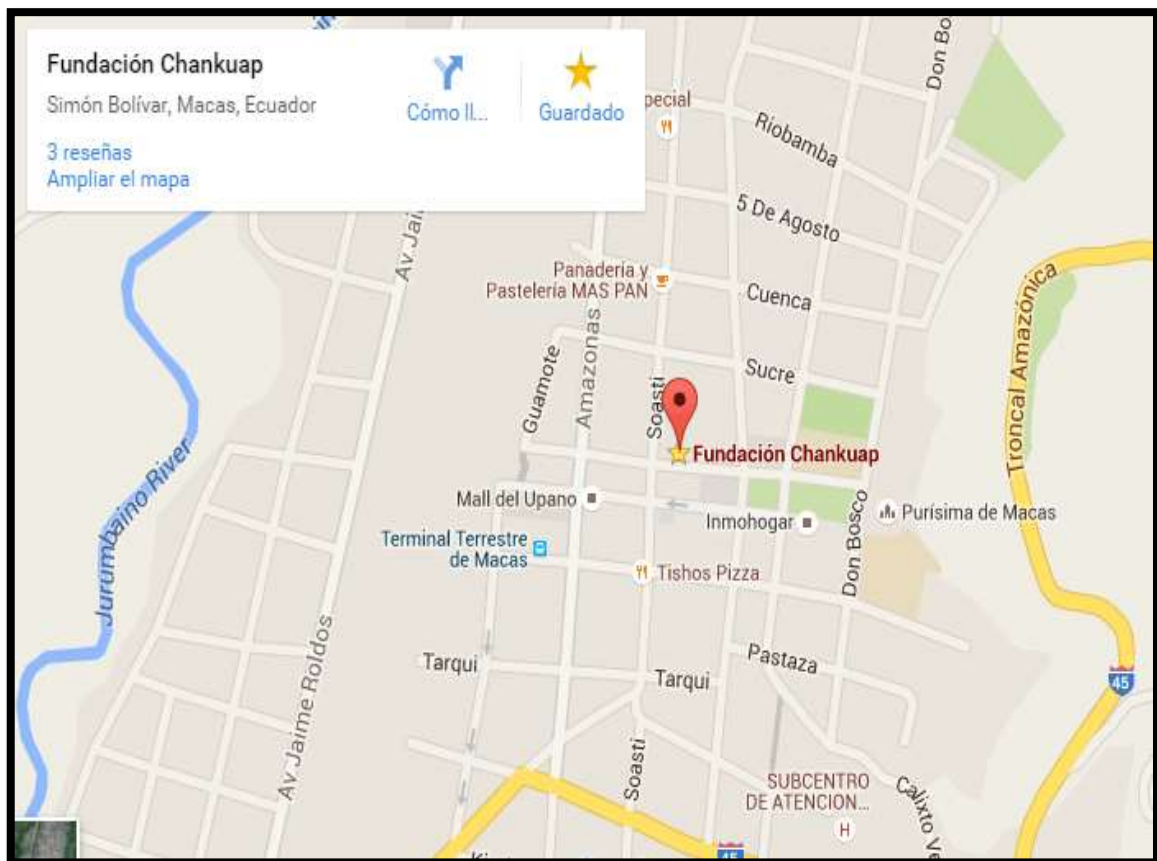 Fundación Chankuap
Simón Bolívar, Macas, Ecuador
3 reseñas
Ampliar el mapa
Cómo ll...
Guardado
pecial
Riobamba
Don Bo
5 De Agosto
Av. Jai
Panadería y
Pastelería MAS PAN
Cuenca
Troncal Amazónica
Amazonas
Guamote
Sucre
Soasti
Fundación Chankuap
Jurumbaino River
Mall del Upano
Inmohogar
Purísima de Macas
Terminal Terrestre
de Macas
Tishos Pizza
Don Bosco
Tarqui
Tarqui
Pastaza
45
Av Jaime Roldos
Soasti
SUBCENTRO
DE ATENCION...
H
Calixto Ve
45